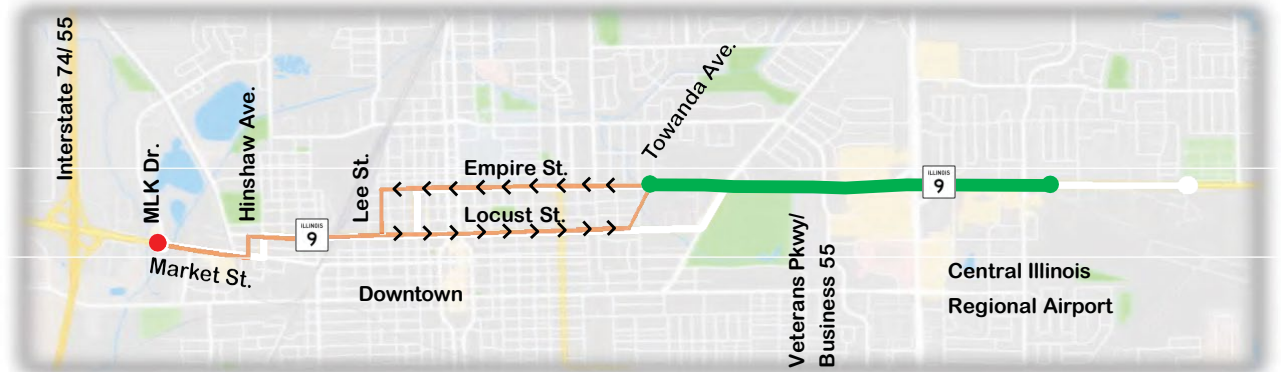 Interstate 74/ 55
MLK Dr.
Hinshaw Ave.
Market St.
ILLINOIS
9
Lee St.
Empire St.
Locust St.
Downtown
Towanda Ave.
Veterans Pkwy/
Business 55
ILLINOIS
9
Central Illinois
Regional Airport